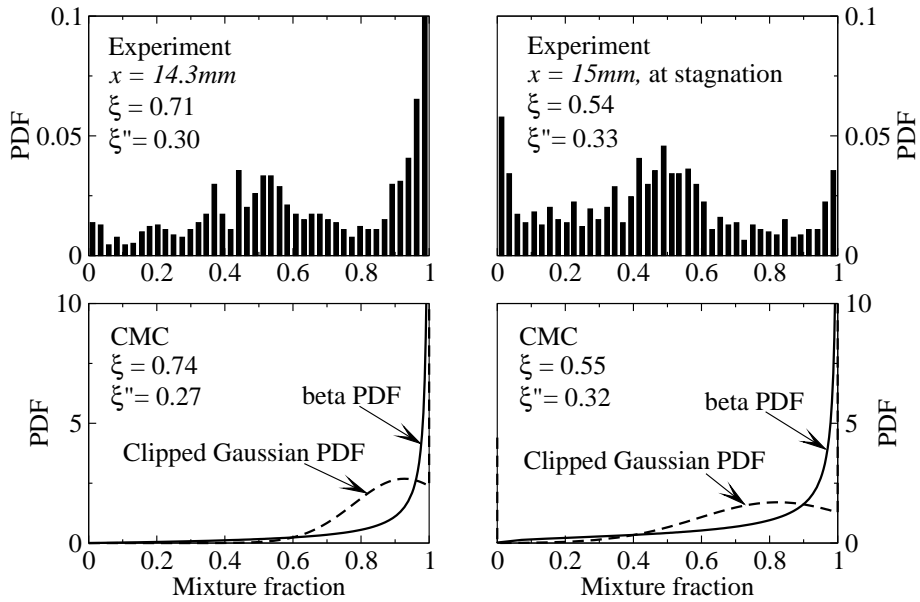 0.1
0.05
0
PDF
Experiment
x = 14.3mm
ξ = 0.71
ξ"= 0.30
0 0.2 0.4 0.6 0.8 1
Experiment
x = 15mm, at stagnation
ξ = 0.54
ξ"= 0.33
0.1
0.05
0
PDF
0 0.2 0.4 0.6 0.8 1
10
5
0
PDF
CMC
ξ = 0.74
ξ"= 0.27
beta PDF
Clipped Gaussian PDF
0 0.2 0.4 0.6 0.8 1
Mixture fraction
CMC
ξ = 0.55
ξ"= 0.32
beta PDF
Clipped Gaussian PDF
10
5
0
PDF
0 0.2 0.4 0.6 0.8 1
Mixture fraction